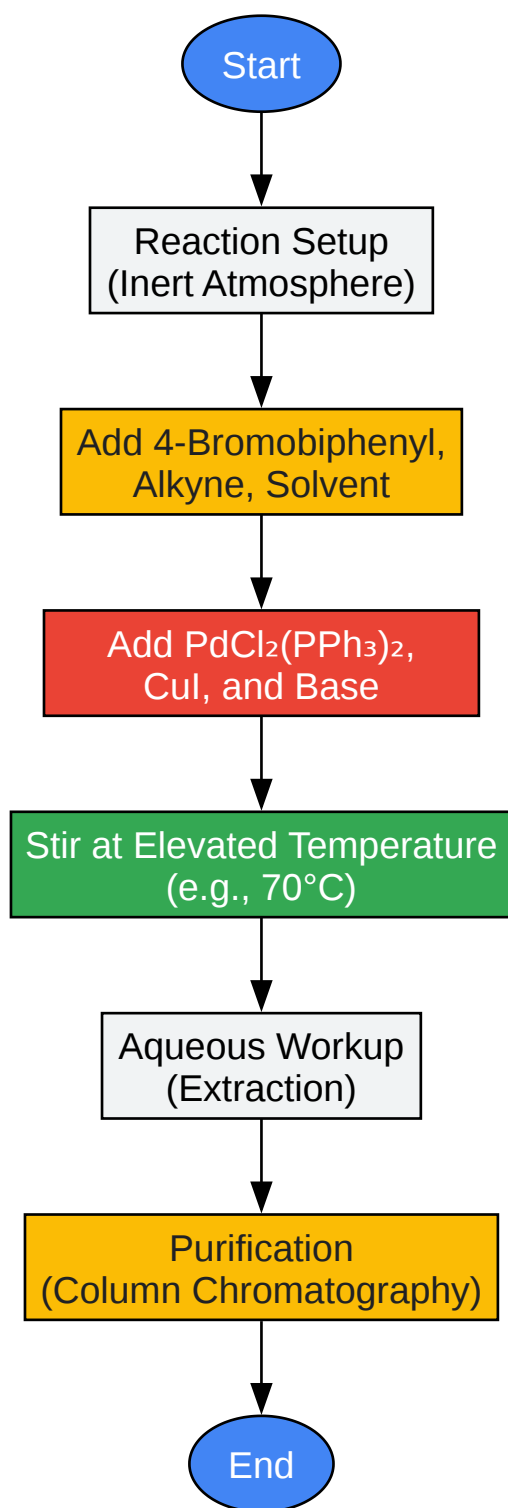 Start
Reaction Setup
(Inert Atmosphere)
Add 4-Bromobiphenyl,
Alkyne, Solvent
Add PdCl₂(PPh₃)₂,
CuI, and Base
Stir at Elevated Temperature
(e.g., 70°C)
Aqueous Workup
(Extraction)
Purification
(Column Chromatography)
End